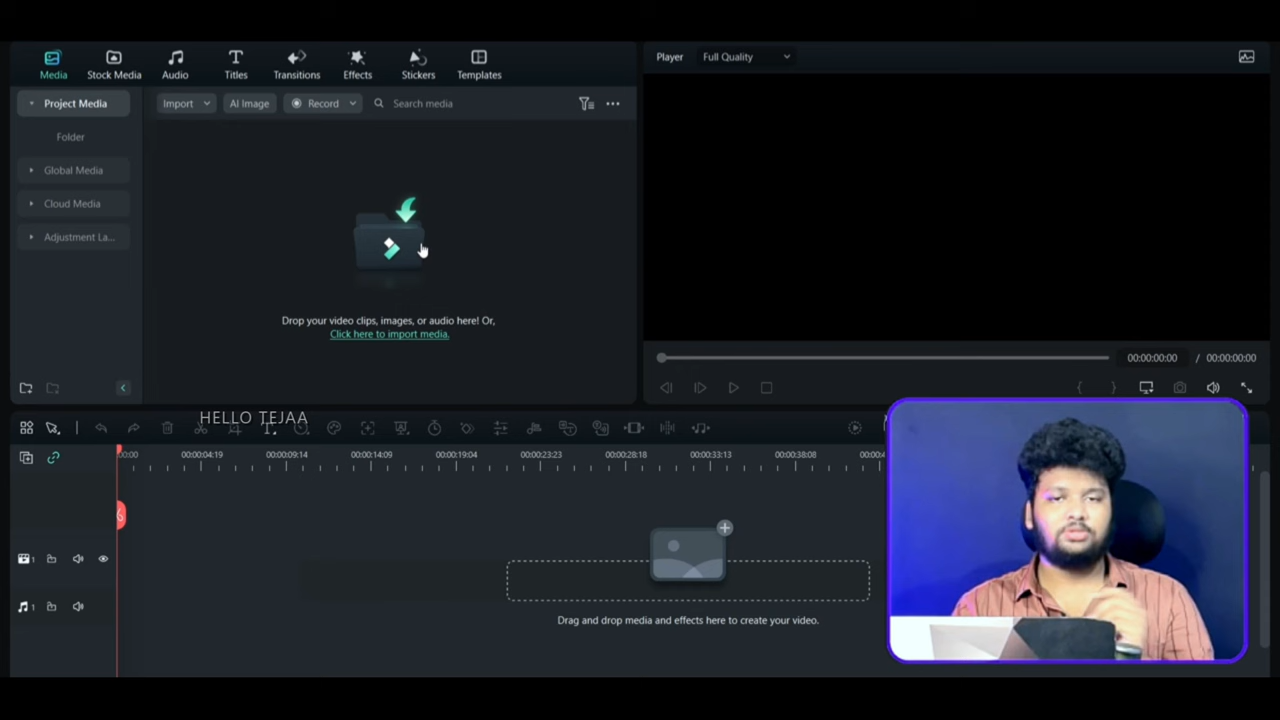 Media
Stock Media
Audio
Titles
Transitions
Effects
Stickers
Templates
Player
Full Quality
Project Media
Import
AI Image
Record
Search media
Folder
Global Media
Cloud Media
Adjustment La...
Drop your video clips, images, or audio here! Or,
Click here to import media.
00:00:00:00 / 00:00:00:00
HELLO TEJAA
00:00:04:19
00:00:09:14
00:00:14:09
00:00:19:04
00:00:23:23
00:00:28:18
00:00:33:13
00:00:38:08
1
1
Drag and drop media and effects here to create your video.